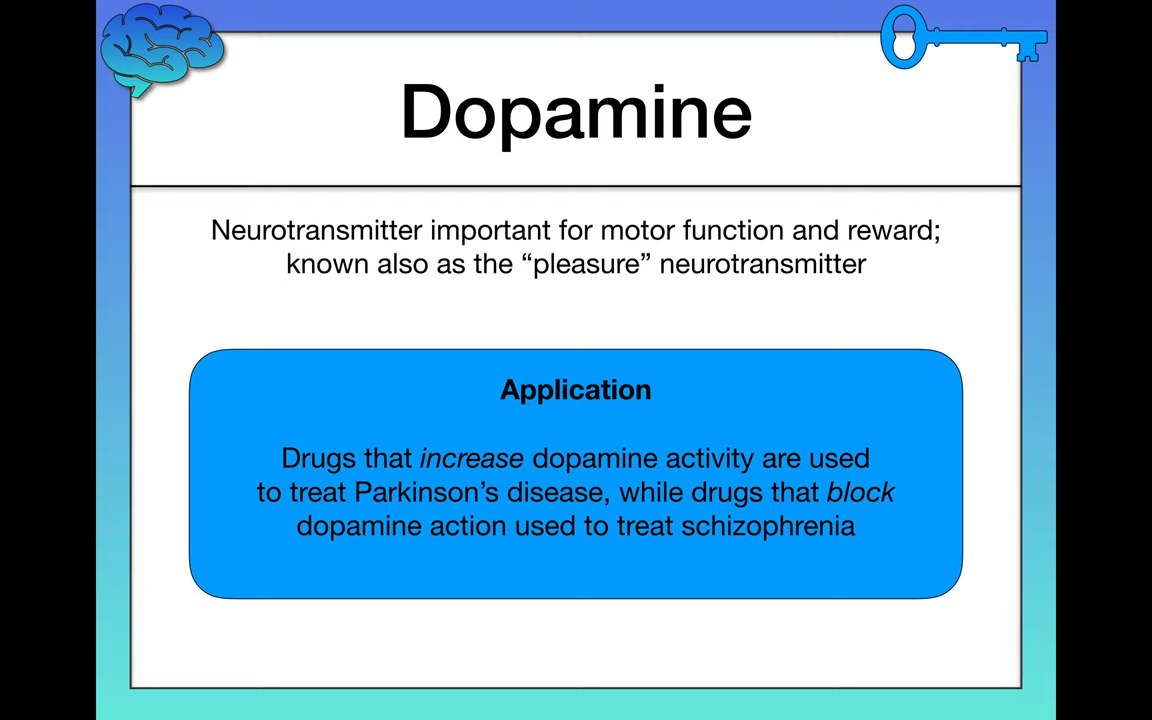 Dopamine
Neurotransmitter important for motor function and reward;
known also as the “pleasure” neurotransmitter
Application
Drugs that increase dopamine activity are used
to treat Parkinson’s disease, while drugs that block
dopamine action used to treat schizophrenia